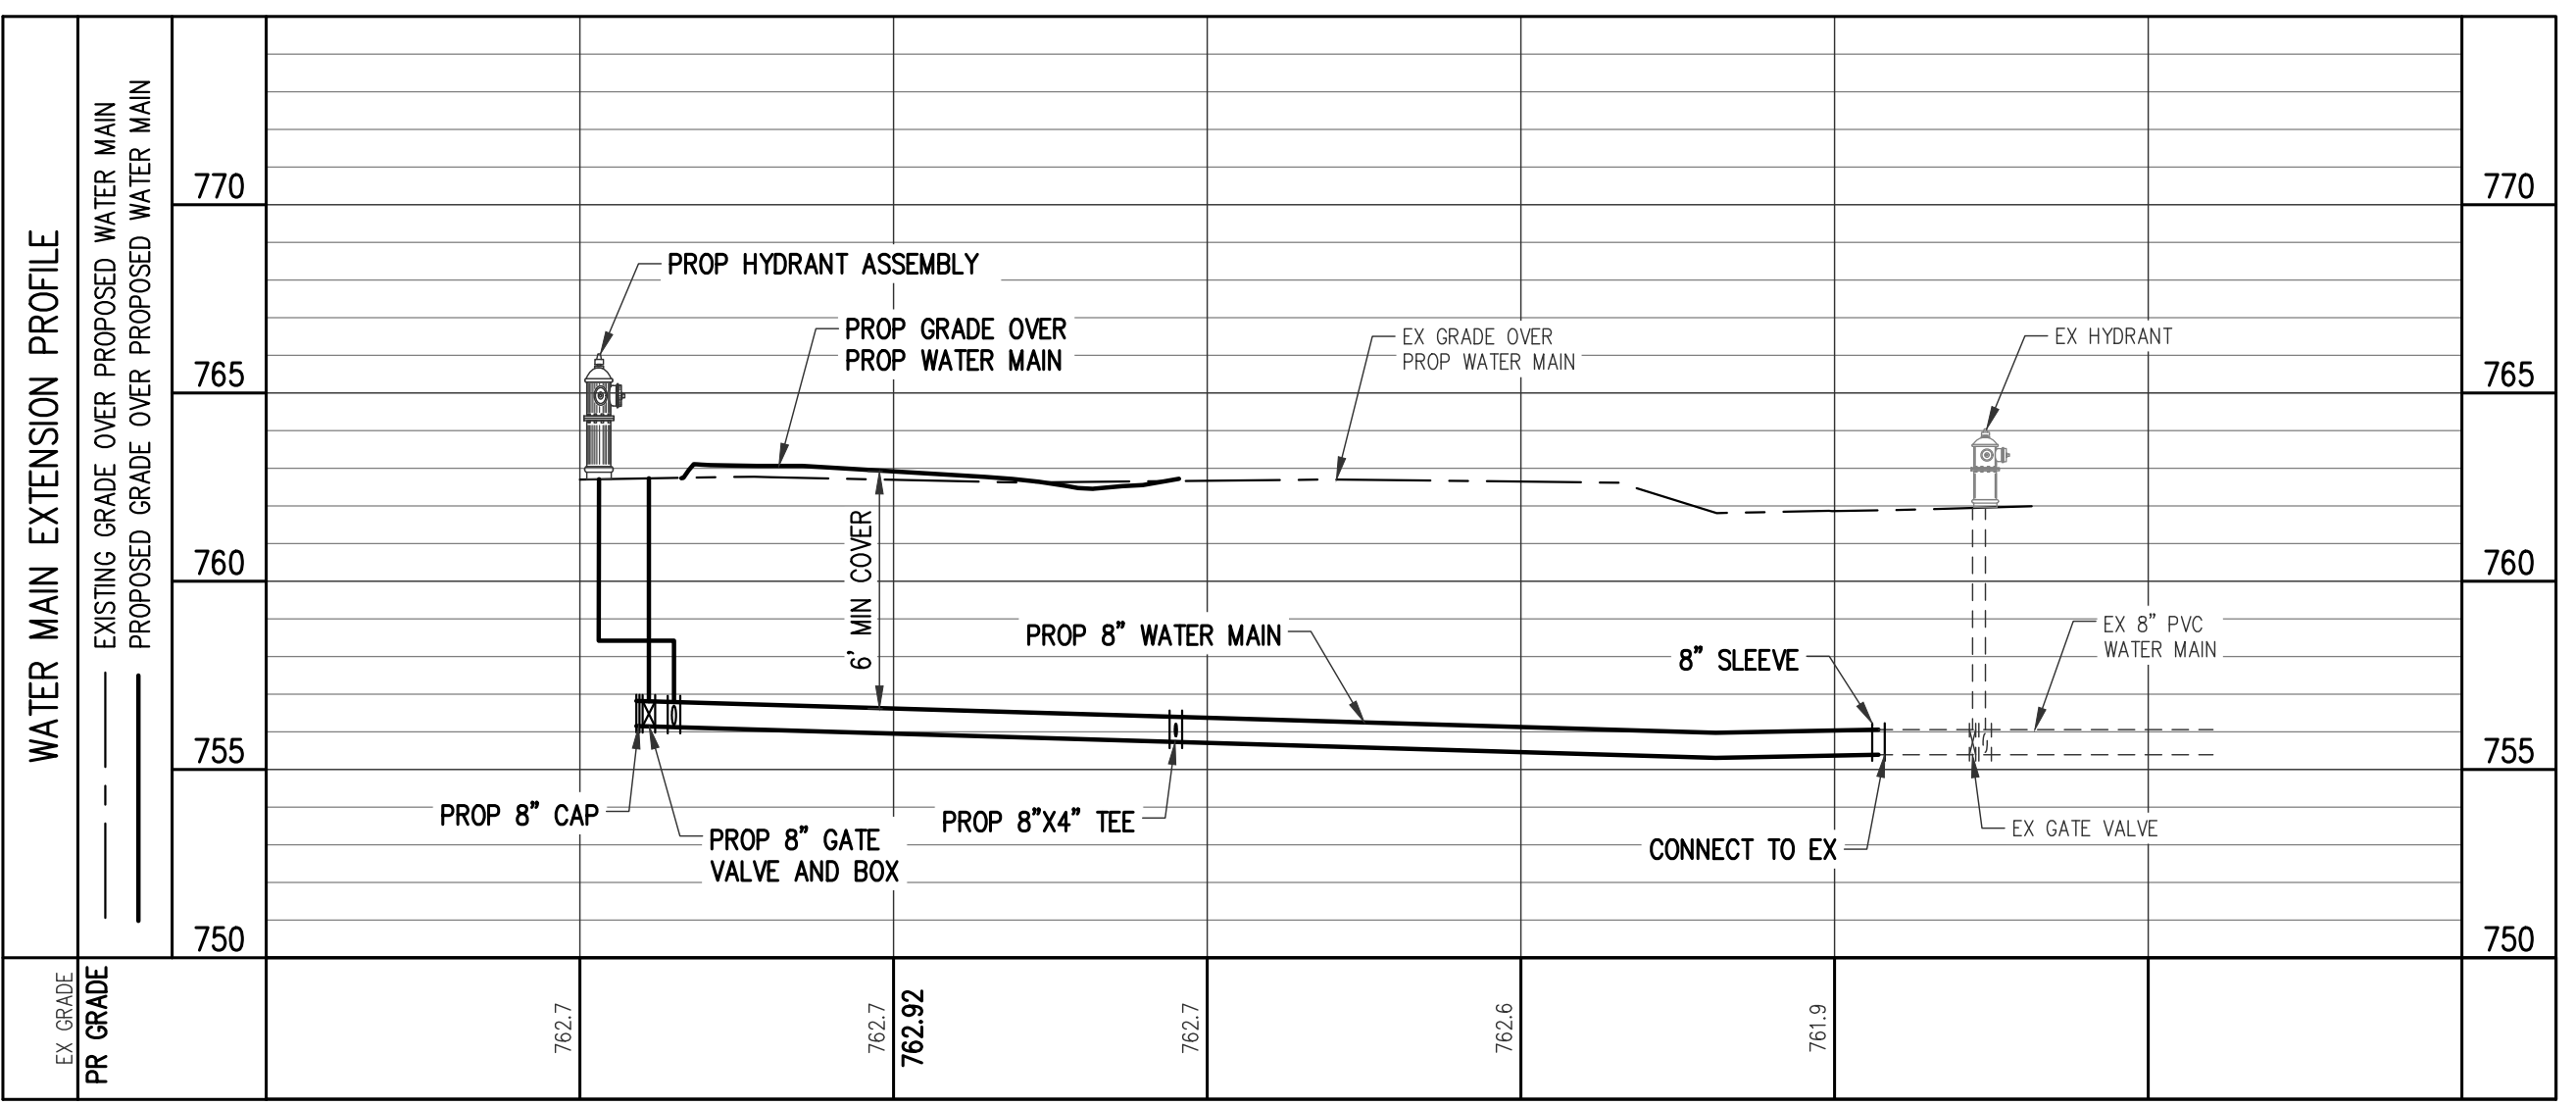 WATER MAIN EXTENSION PROFILE
EXISTING GRADE OVER PROPOSED WATER MAIN
PROPOSED GRADE OVER PROPOSED WATER MAIN
770
765
760
755
750
PROP HYDRANT ASSEMBLY
PROP GRADE OVER
PROP WATER MAIN
EX GRADE OVER
PROP WATER MAIN
EX HYDRANT
6' MIN COVER
PROP 8" WATER MAIN
8" SLEEVE
EX 8" PVC
WATER MAIN
PROP 8" CAP
PROP 8" GATE
VALVE AND BOX
PROP 8"X4" TEE
CONNECT TO EX
EX GATE VALVE
770
765
760
755
750
EX GRADE
PR GRADE
762.7
762.7
762.92
762.7
762.6
761.9